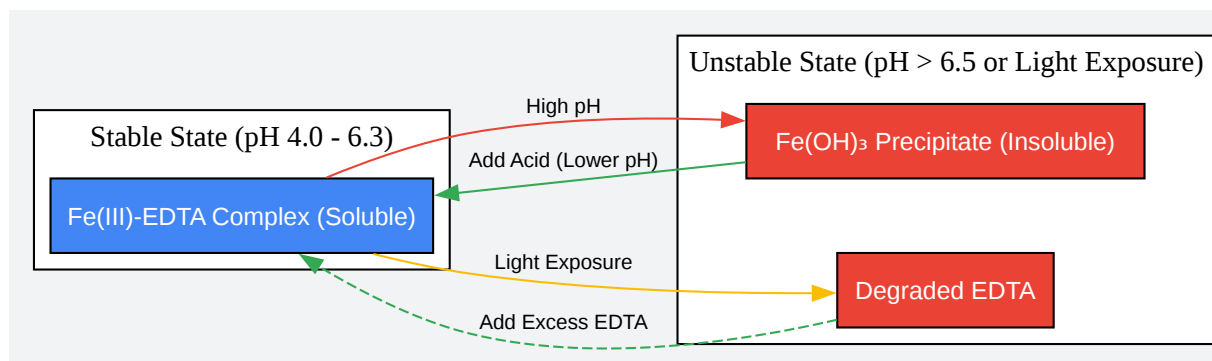 Unstable State (pH > 6.5 or Light Exposure)
High pH
Stable State (pH 4.0 - 6.3)
Fe(OH)₃ Precipitate (Insoluble)
Add Acid (Lower pH)
Fe(III)-EDTA Complex (Soluble)
Light Exposure
Degraded EDTA
Add Excess EDTA